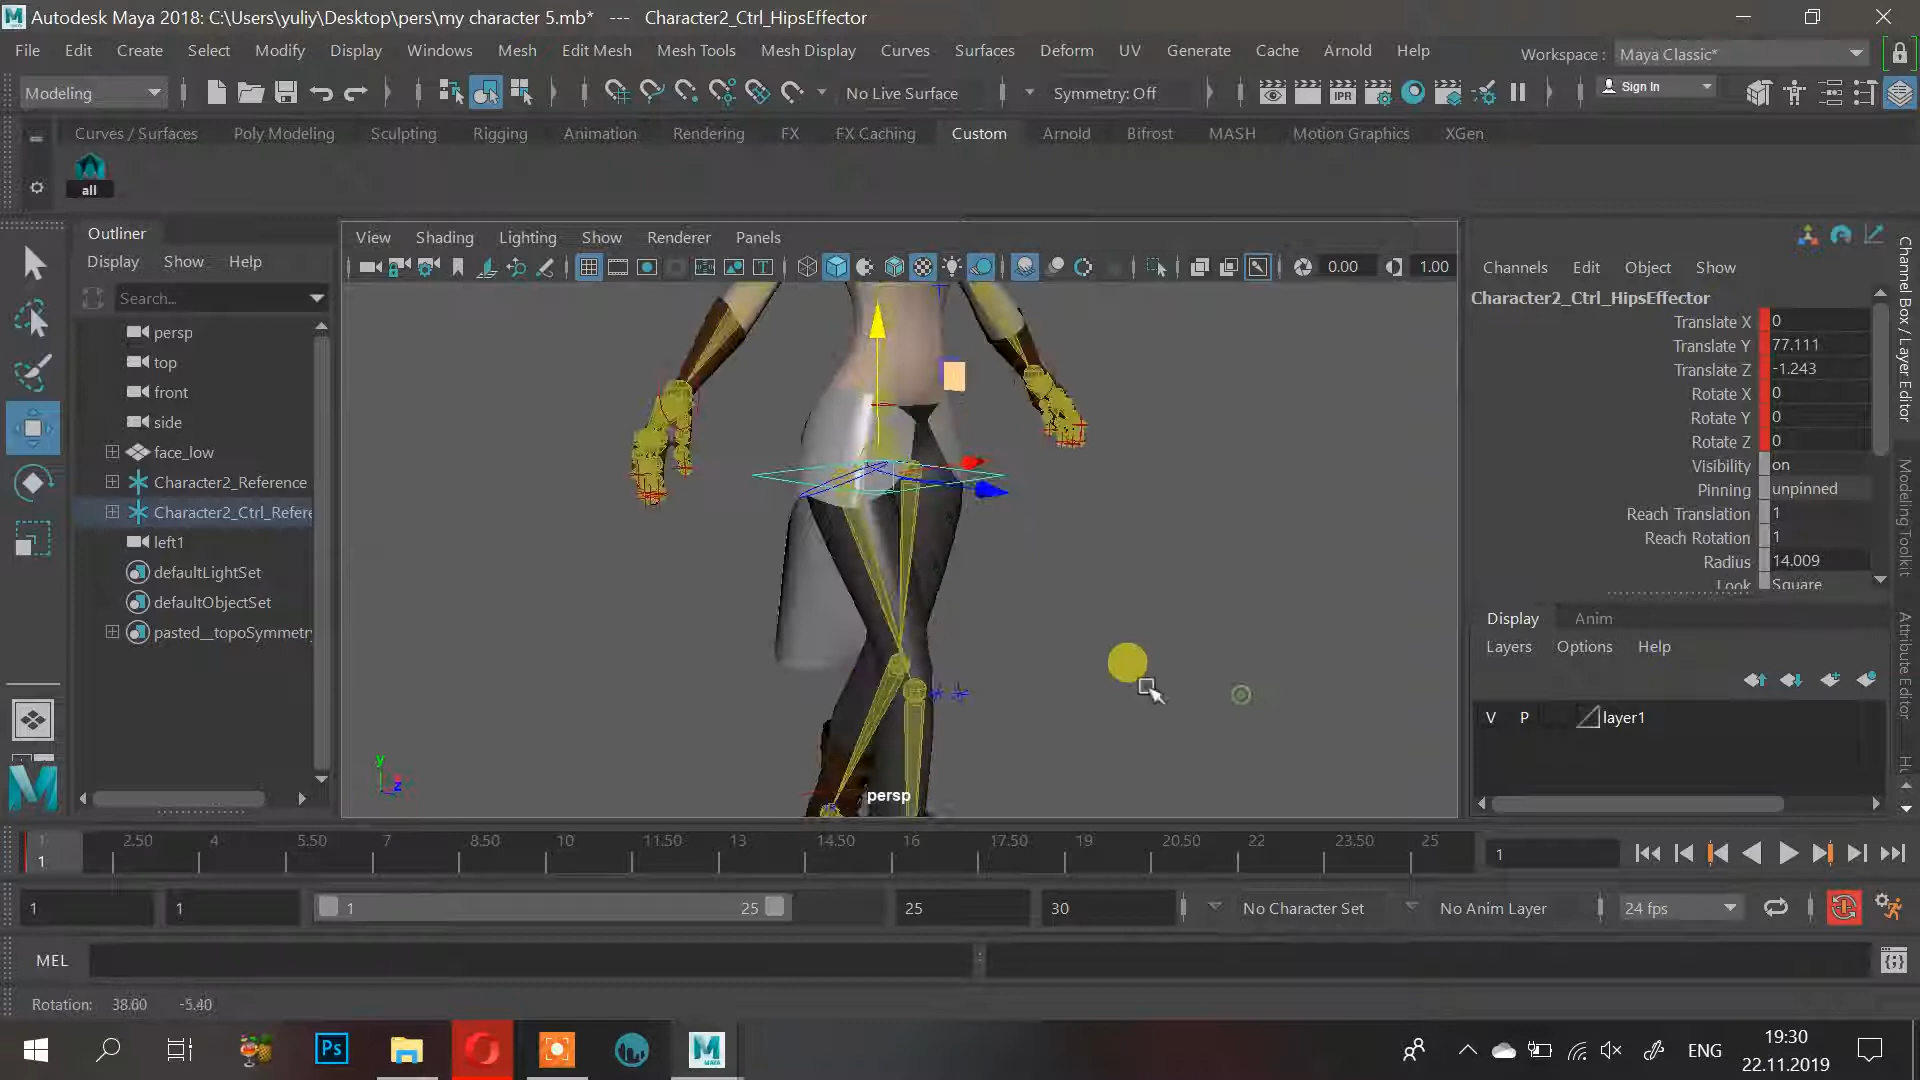 Autodesk Maya 2018: C:\Users\yuliy\Desktop\pers\my character 5.mb* --- Character2_Ctrl_HipsEffector
File Edit Create Select Modify Display Windows Mesh Edit Mesh Mesh Tools Mesh Display Curves Surfaces Deform UV Generate Cache Arnold Help Workspace : Maya Classic*
Modeling No Live Surface Symmetry: Off IPR Sign In
Curves / Surfaces Poly Modeling Sculpting Rigging Animation Rendering FX FX Caching Custom Arnold Bifrost MASH Motion Graphics XGen
all
Outliner
Display Show Help
Search...
persp
top
front
side
face_low
Character2_Reference
Character2_Ctrl_Refere
left1
defaultLightSet
defaultObjectSet
pasted__topoSymmetry
View Shading Lighting Show Renderer Panels
0.00 1.00
y
z
persp
Channels Edit Object Show
Character2_Ctrl_HipsEffector
Translate X 0
Translate Y 77.111
Translate Z -1.243
Rotate X 0
Rotate Y 0
Rotate Z 0
Visibility on
Pinning unpinned
Reach Translation 1
Reach Rotation 1
Radius 14.009
Look Square
Display Anim
Layers Options Help
V P layer1
Channel Box / Layer Editor
Modeling Toolkit
Attribute Editor
1 2.50 4 5.50 7 8.50 10 11.50 13 14.50 16 17.50 19 20.50 22 23.50 25
1 1
1 1 1 25 25 30 No Character Set No Anim Layer 24 fps
MEL
Rotation: 38.60 -5.40
Ps
MAYA
ENG
19:30
22.11.2019